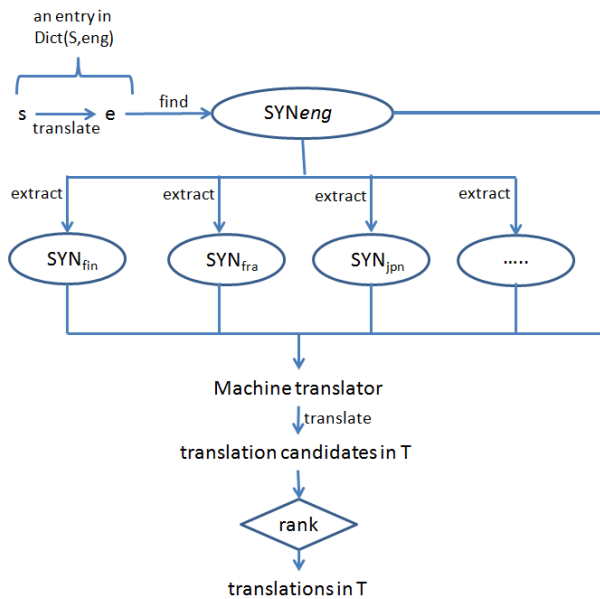 an entry in
Dict(S,eng)
s translate e find SYNeng
extract extract extract extract
SYNfin SYNfra SYNjpn .....
Machine translator
translate
translation candidates in T
rank
translations in T